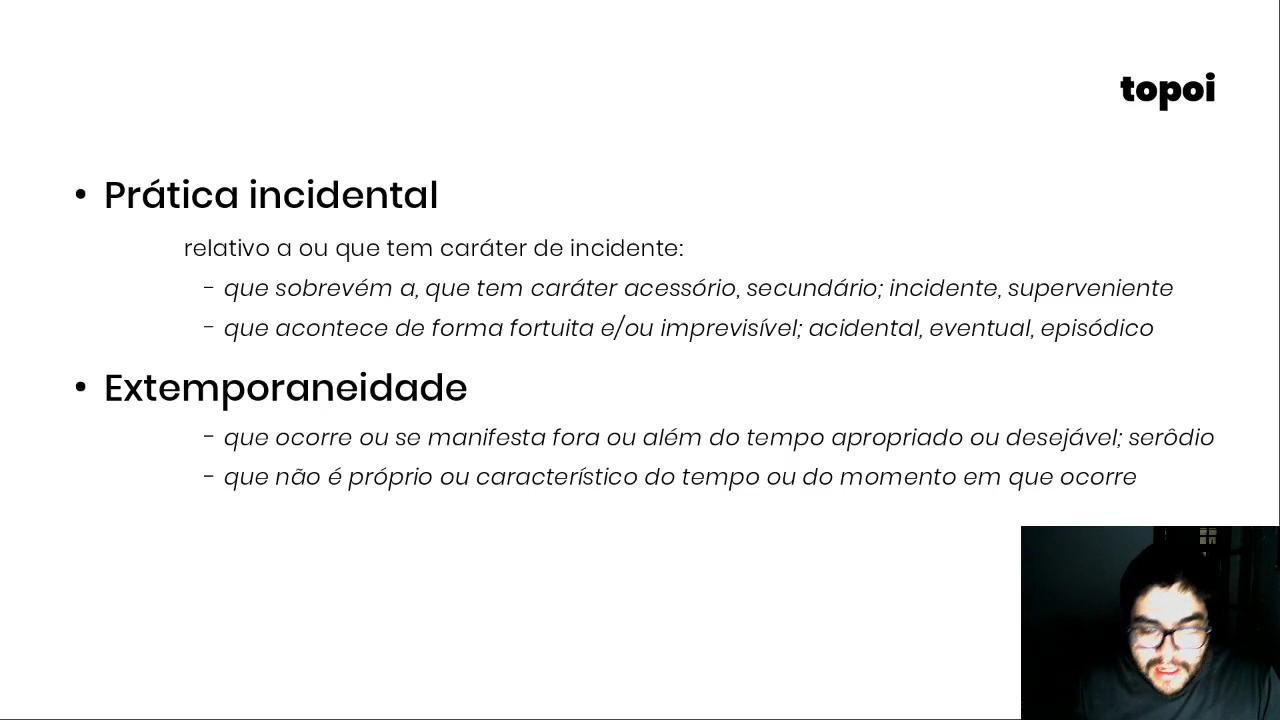 topoi
• Prática incidental
relativo a ou que tem caráter de incidente:
- que sobrevém a, que tem caráter acessório, secundário; incidente, superveniente
- que acontece de forma fortuita e/ou imprevisível; acidental, eventual, episódico
• Extemporaneidade
- que ocorre ou se manifesta fora ou além do tempo apropriado ou desejável; serôdio
- que não é próprio ou característico do tempo ou do momento em que ocorre